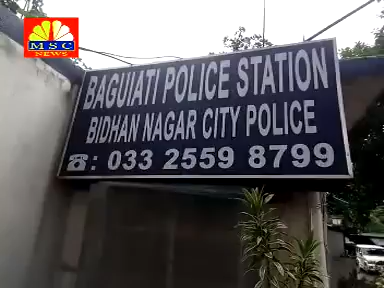 MSC
NEWS
BAGUIATI POLICE STATION
BIDHAN NAGAR CITY POLICE
☎: 033 2559 8799